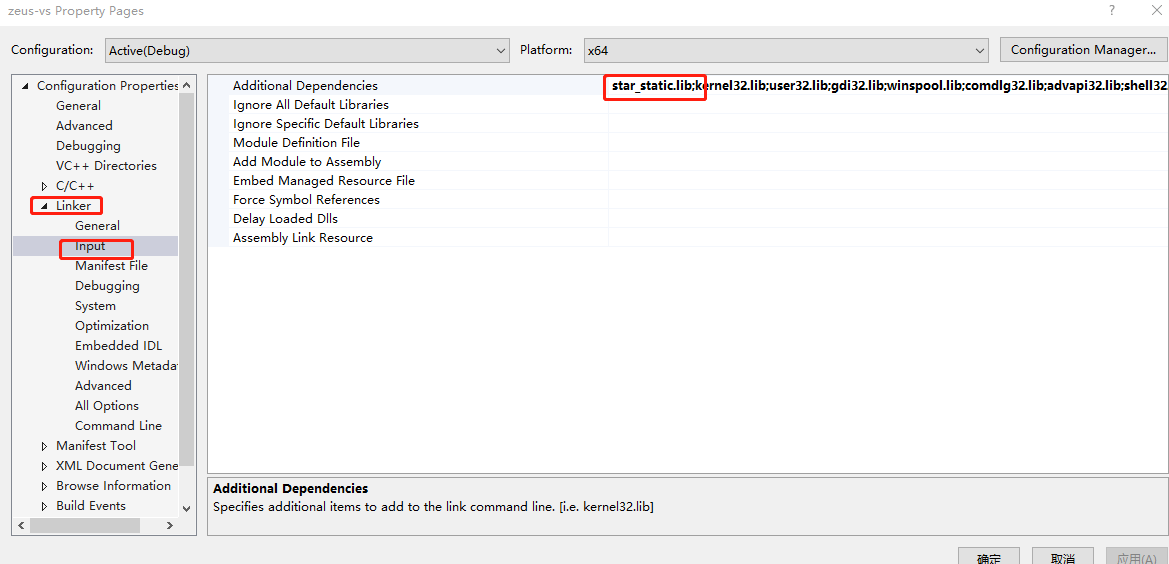 zeus-vs Property Pages
Configuration: Active(Debug) Platform: x64 Configuration Manager...
Configuration Properties
General
Advanced
Debugging
VC++ Directories
C/C++
Linker
General
Input
Manifest File
Debugging
System
Optimization
Embedded IDL
Windows Metada
Advanced
All Options
Command Line
Manifest Tool
XML Document Gene
Browse Information
Build Events
Additional Dependencies star_static.lib;kernel32.lib;user32.lib;gdi32.lib;winspool.lib;comdlg32.lib;advapi32.lib;shell32
Ignore All Default Libraries
Ignore Specific Default Libraries
Module Definition File
Add Module to Assembly
Embed Managed Resource File
Force Symbol References
Delay Loaded Dlls
Assembly Link Resource
Additional Dependencies
Specifies additional items to add to the link command line. [i.e. kernel32.lib]
确定 取消 应用(A)